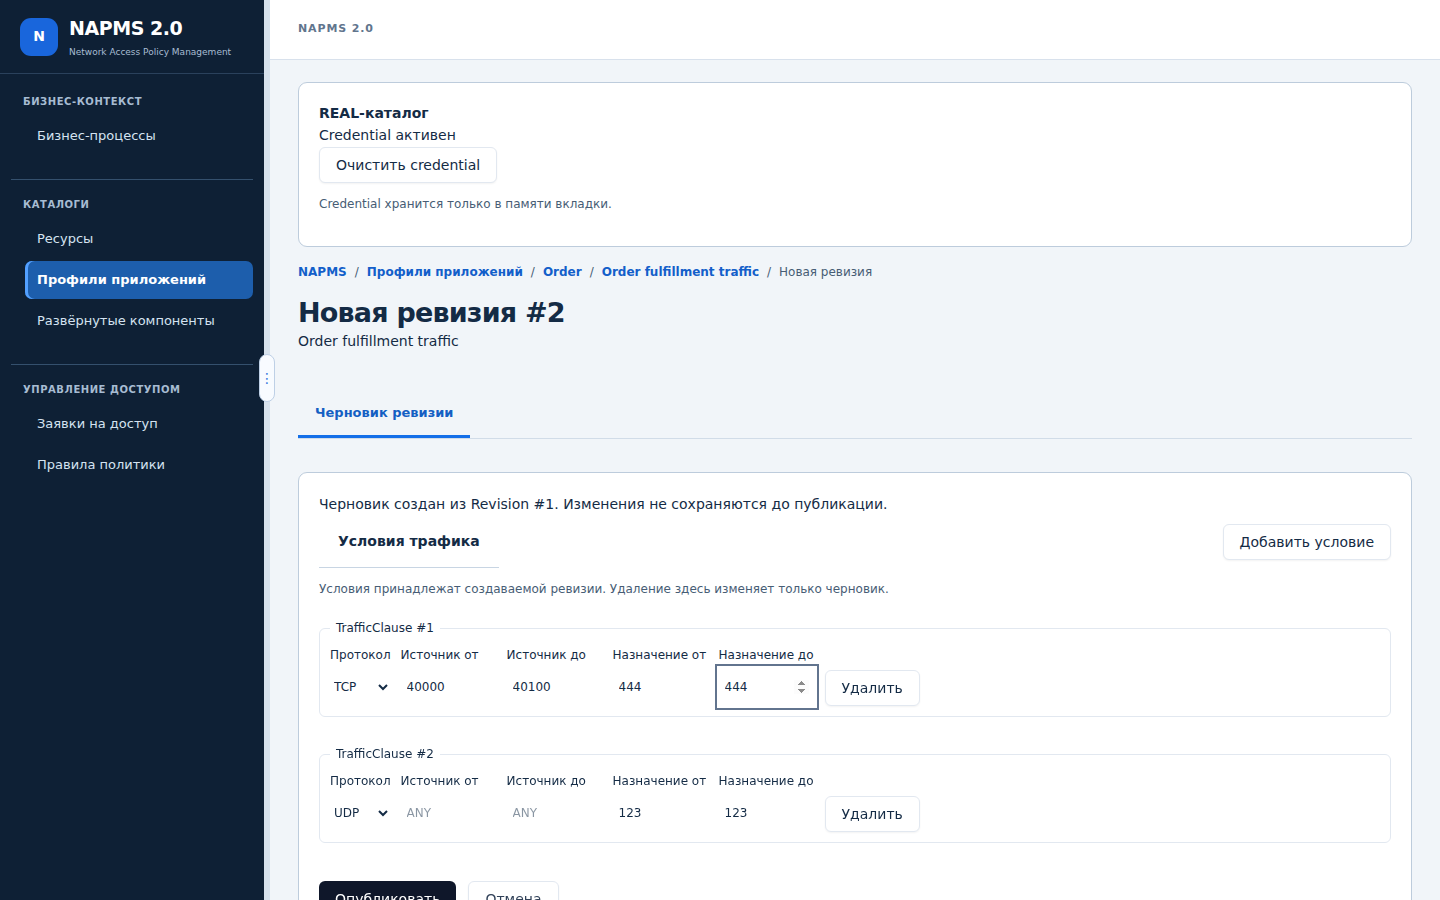 N
NAPMS 2.0
Network Access Policy Management
БИЗНЕС-КОНТЕКСТ
Бизнес-процессы
КАТАЛОГИ
Ресурсы
Профили приложений
Развёрнутые компоненты
УПРАВЛЕНИЕ ДОСТУПОМ
Заявки на доступ
Правила политики
NAPMS 2.0
REAL-каталог
Credential активен
Очистить credential
Credential хранится только в памяти вкладки.
NAPMS / Профили приложений / Order / Order fulfillment traffic / Новая ревизия
Новая ревизия #2
Order fulfillment traffic
Черновик ревизии
Черновик создан из Revision #1. Изменения не сохраняются до публикации.
Условия трафика
Добавить условие
Условия принадлежат создаваемой ревизии. Удаление здесь изменяет только черновик.
TrafficClause #1
Протокол Источник от Источник до Назначение от Назначение до
TCP 40000 40100 444 444 Удалить
TrafficClause #2
Протокол Источник от Источник до Назначение от Назначение до
UDP ANY ANY 123 123 Удалить
Опубликовать Отмена